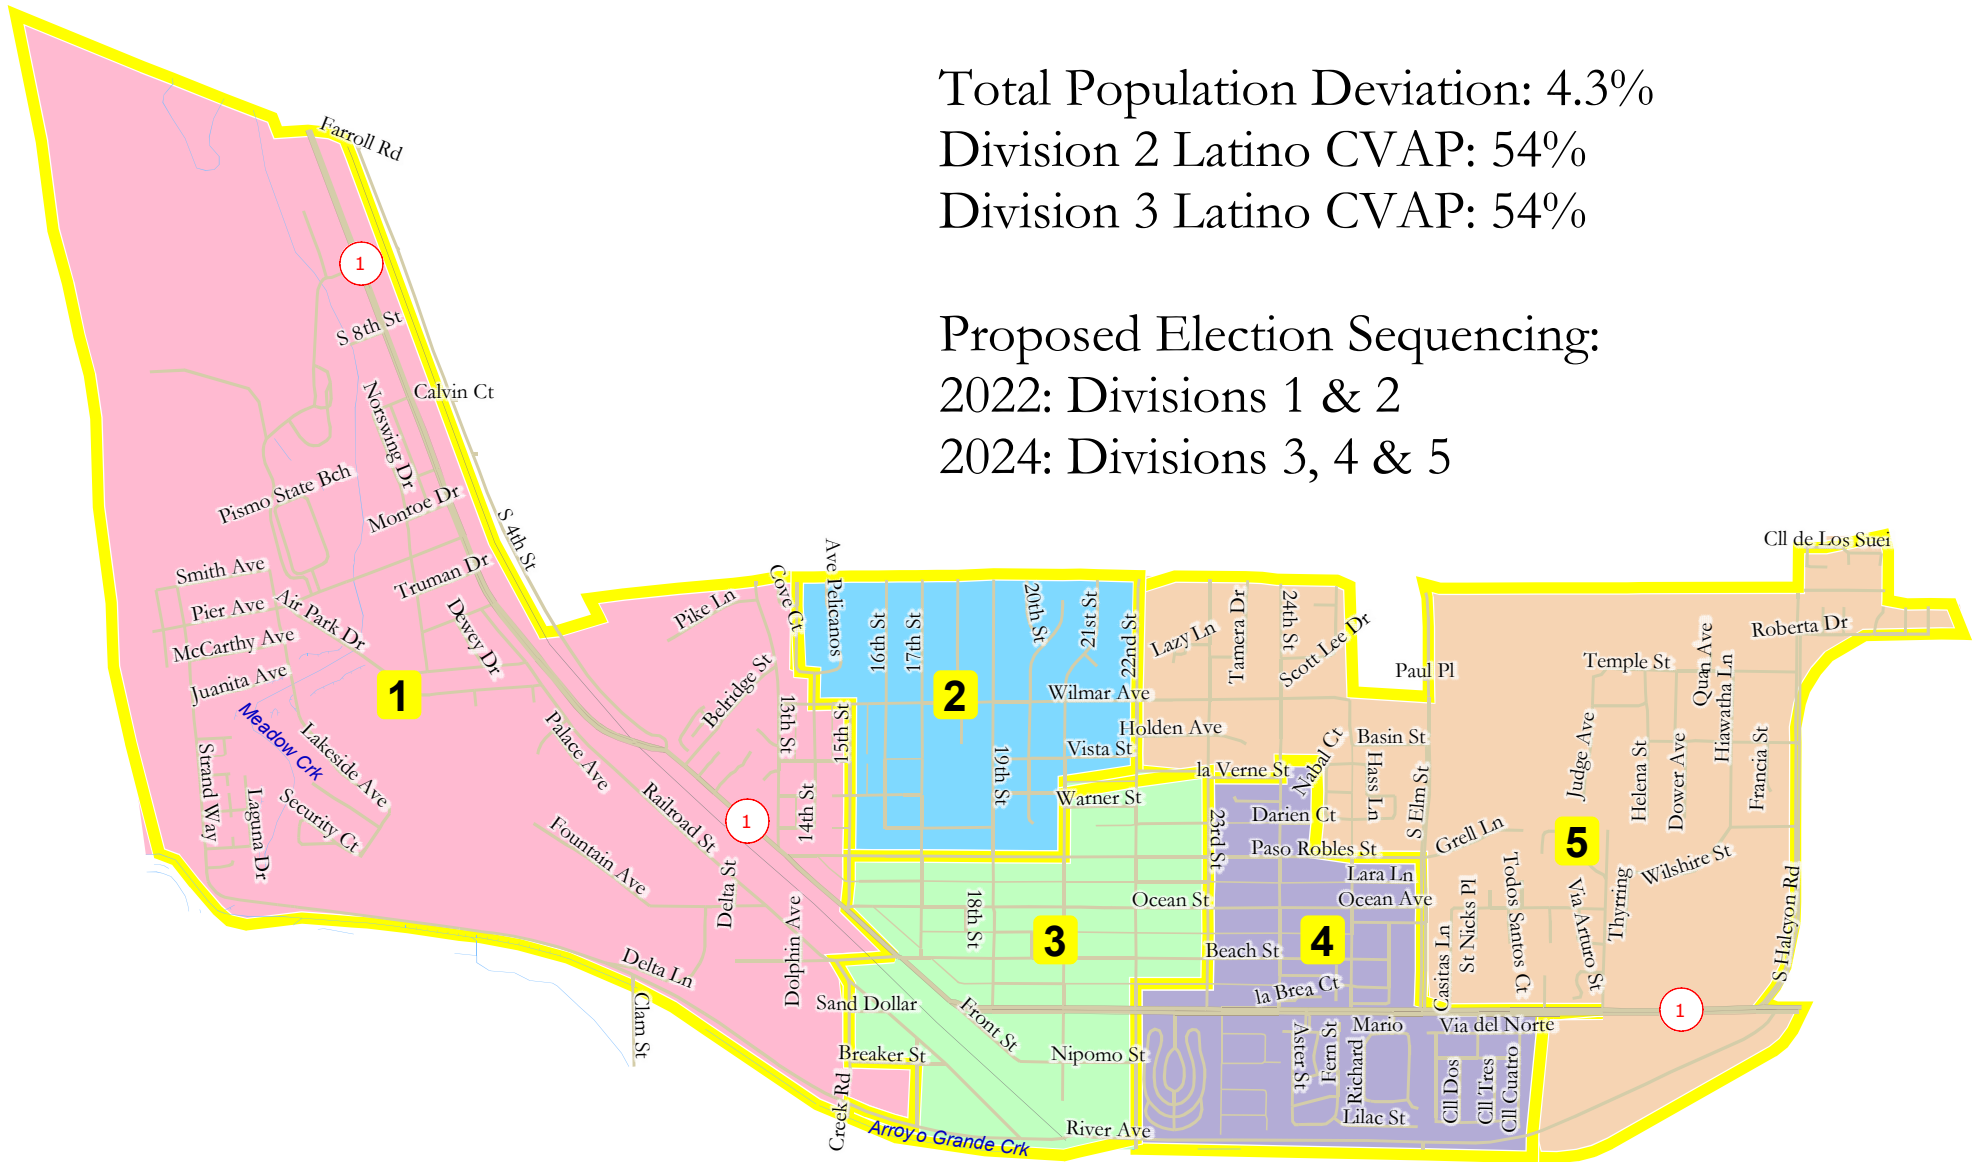 Total Population Deviation: 4.3%
Division 2 Latino CVAP: 54%
Division 3 Latino CVAP: 54%
Proposed Election Sequencing:
2022: Divisions 1 & 2
2024: Divisions 3, 4 & 5
Farroll Rd
1
S 8th St
Calvin Ct
Norswing Dr
Pismo State Bch
Monroe Dr
S 4th St
Smith Ave
Truman Dr
Pier Ave
Air Park Dr
Dewey Dr
McCarthy Ave
Juanita Ave
1
Meadow Crk
Lakeside Ave
Strand Way
Laguna Dr
Security Ct
Palace Ave
Railroad St
Fountain Ave
Pike Ln
Cove Ct
Belridge St
13th St
14th St
15th St
1
Delta St
Dolphin Ave
Delta Ln
Clam St
Creek Rd
Ave Pelicanos
16th St
17th St
20th St
21st St
22nd St
2
Wilmar Ave
Vista St
19th St
Warner St
18th St
3
Ocean St
Sand Dollar
Front St
Breaker St
Nipomo St
River Ave
Arroyo Grande Crk
Lazy Ln
Tamera Dr
24th St
Scott Lee Dr
Holden Ave
la Verne St
Nabal Ct
Basin St
Hass Ln
S Elm St
Paul Pl
23rd St
Darien Ct
Paso Robles St
Lara Ln
Ocean Ave
4
Beach St
la Brea Ct
Aster St
Fern St
Richard
Mario
Lilac St
Via del Norte
Cll Dos
Cll Tres
Cll Cuatro
Cll de Los Suei
Roberta Dr
Temple St
Quan Ave
Hiawatha Ln
Judge Ave
Helena St
Dower Ave
Francia St
Grell Ln
5
Wilshire St
Casitas Ln
St Nicks Pl
Todos Santos Ct
Via Arturo St
Thyrring
S Halcyon Rd
1